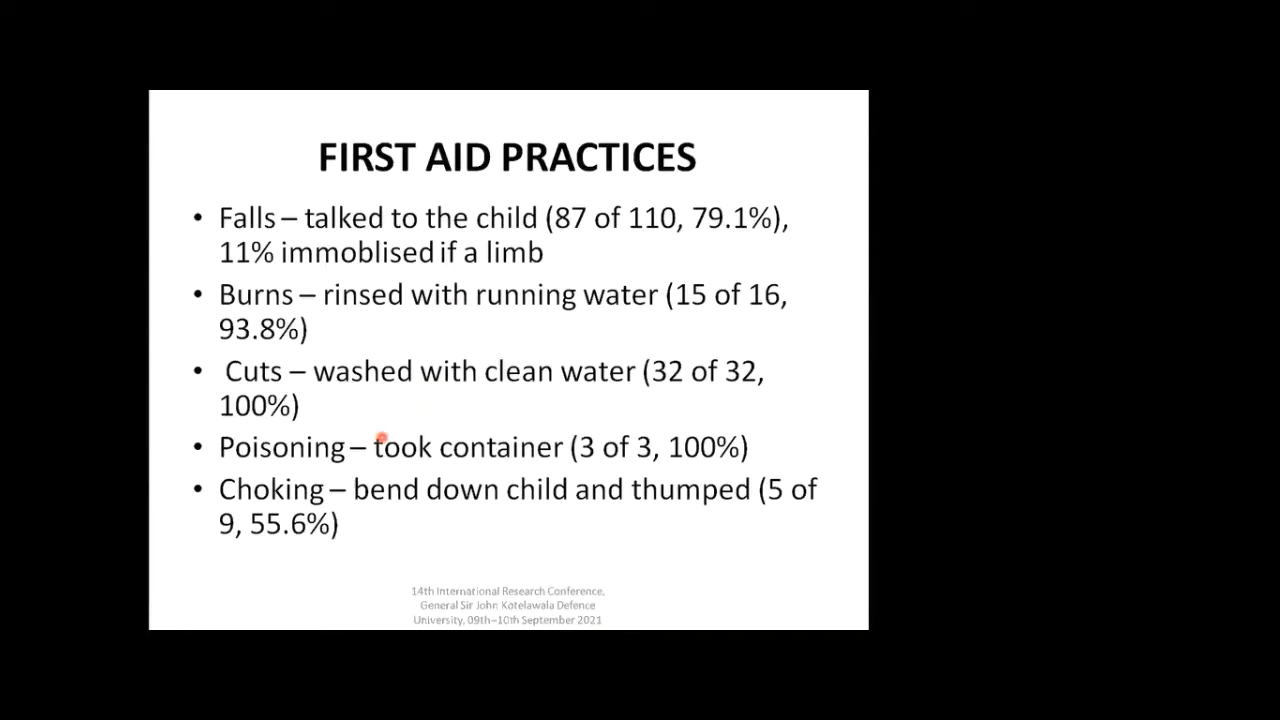 FIRST AID PRACTICES
• Falls – talked to the child (87 of 110, 79.1%),
11% immoblised if a limb
• Burns – rinsed with running water (15 of 16,
93.8%)
• Cuts – washed with clean water (32 of 32,
100%)
• Poisoning – took container (3 of 3, 100%)
• Choking – bend down child and thumped (5 of
9, 55.6%)
14th International Research Conference,
General Sir John Kotelawala Defence
University, 09th–10th September 2021